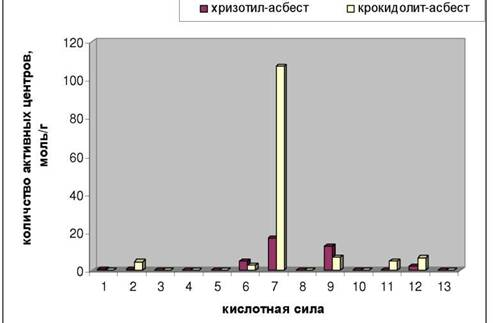 хризотил-асбест крокидолит-асбест
количство активных центров,
моль/г
120
100
80
60
40
20
0
1 2 3 4 5 6 7 8 9 10 11 12 13
кислотная сила